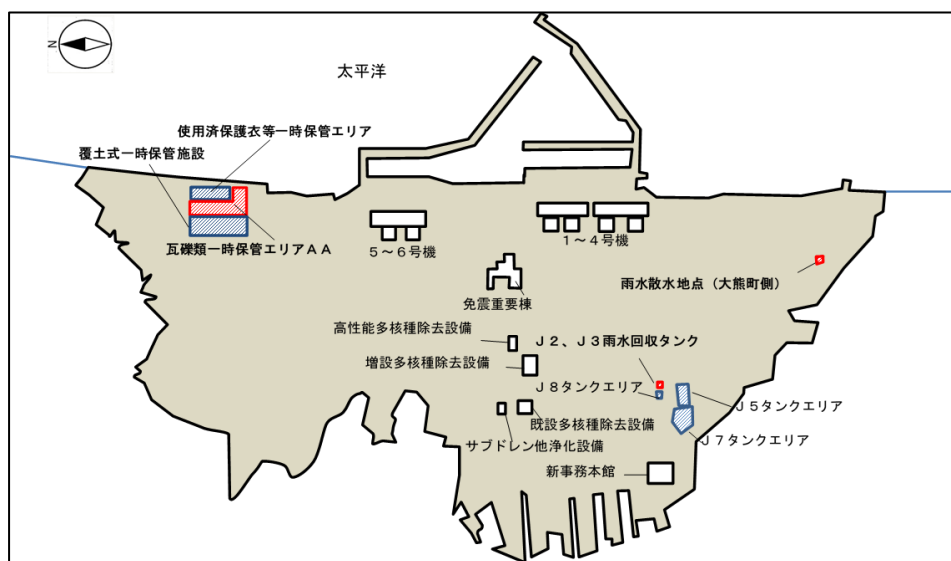 N
太平洋
使用済保護衣等一時保管エリア
覆土式一時保管施設
瓦礫類一時保管エリアＡＡ
５～６号機
１～４号機
免震重要棟
雨水散水地点（大熊町側）
高性能多核種除去設備
Ｊ２、Ｊ３雨水回収タンク
増設多核種除去設備
Ｊ８タンクエリア
Ｊ５タンクエリア
既設多核種除去設備
サブドレン他浄化設備
Ｊ７タンクエリア
新事務本館